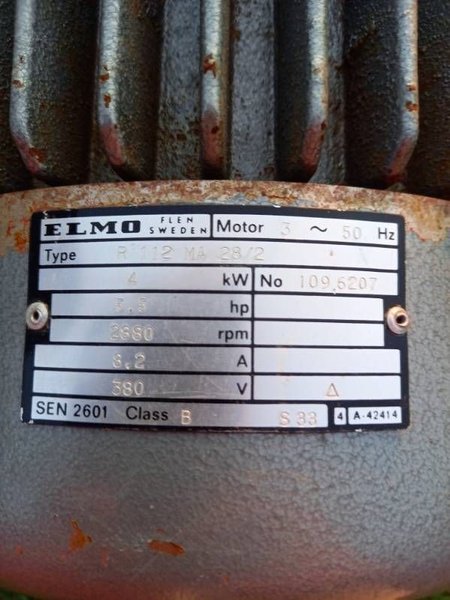 ELMO FLEN SWEDEN Motor 3 ~ 50 Hz
Type R 112 MA 28/2
4 kW No 109.6207
5.5 hp
2880 rpm
8.2 A
380 V Δ
SEN 2601 Class B S 33 4 A-42414